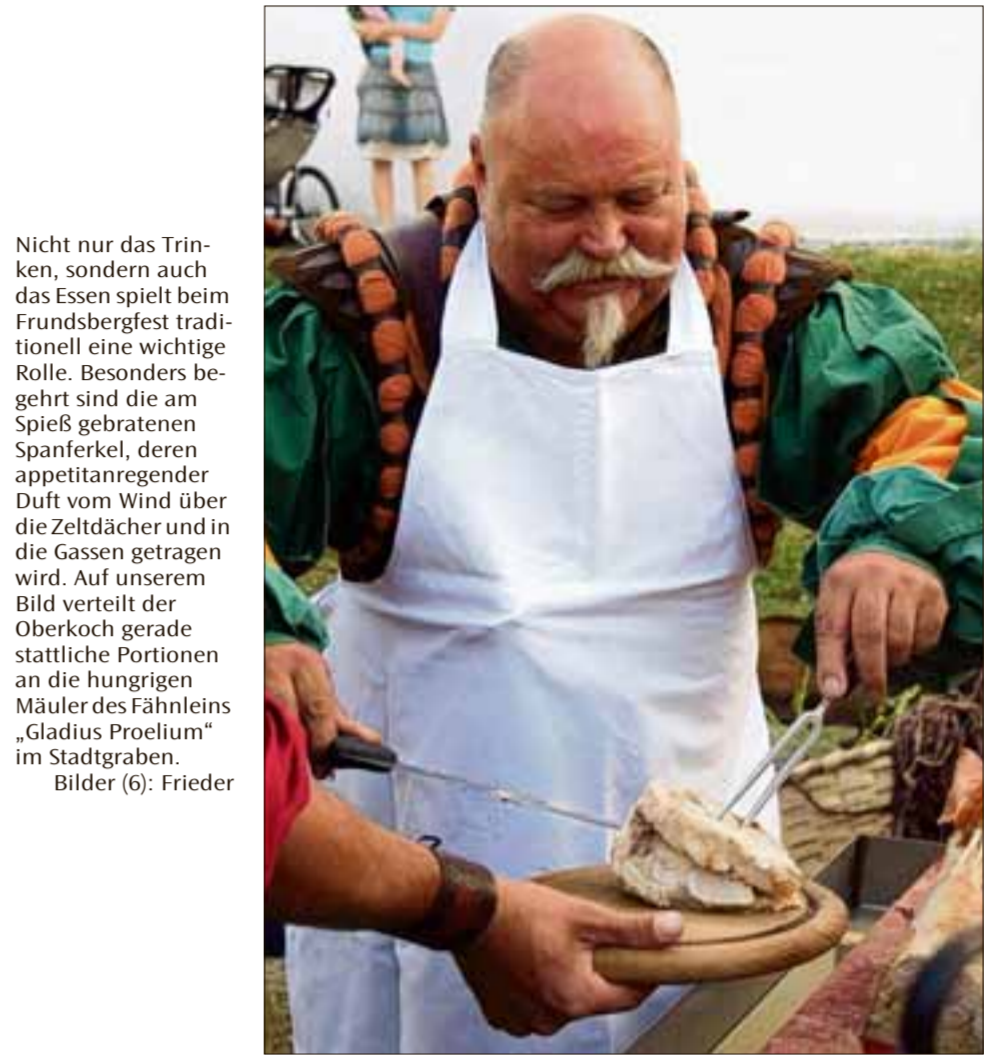 Nicht nur das Trin-
ken, sondern auch
das Essen spielt beim
Frundsbergfest tradi-
tionell eine wichtige
Rolle. Besonders be-
gehrt sind die am
Spieß gebratenen
Spanferkel, deren
appetitanregender
Duft vom Wind über
die Zeltdächer und in
die Gassen getragen
wird. Auf unserem
Bild verteilt der
Oberkoch gerade
stattliche Portionen
an die hungrigen
Mäuler des Fähnleins
„Gladius Proelium“
im Stadtgraben.
Bilder (6): Frieder